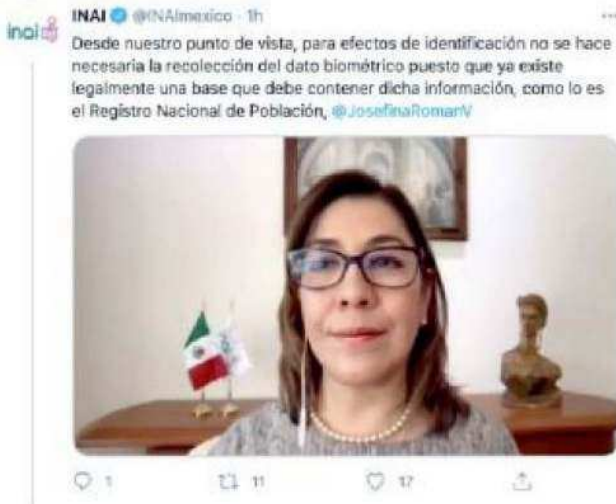 inai
INAI @INAImexico · 1h
Desde nuestro punto de vista, para efectos de identificación no se hace
necesaria la recolección del dato biométrico puesto que ya existe
legalmente una base que debe contener dicha información, como lo es
el Registro Nacional de Población, @JosefinaRomanV
1
11
17